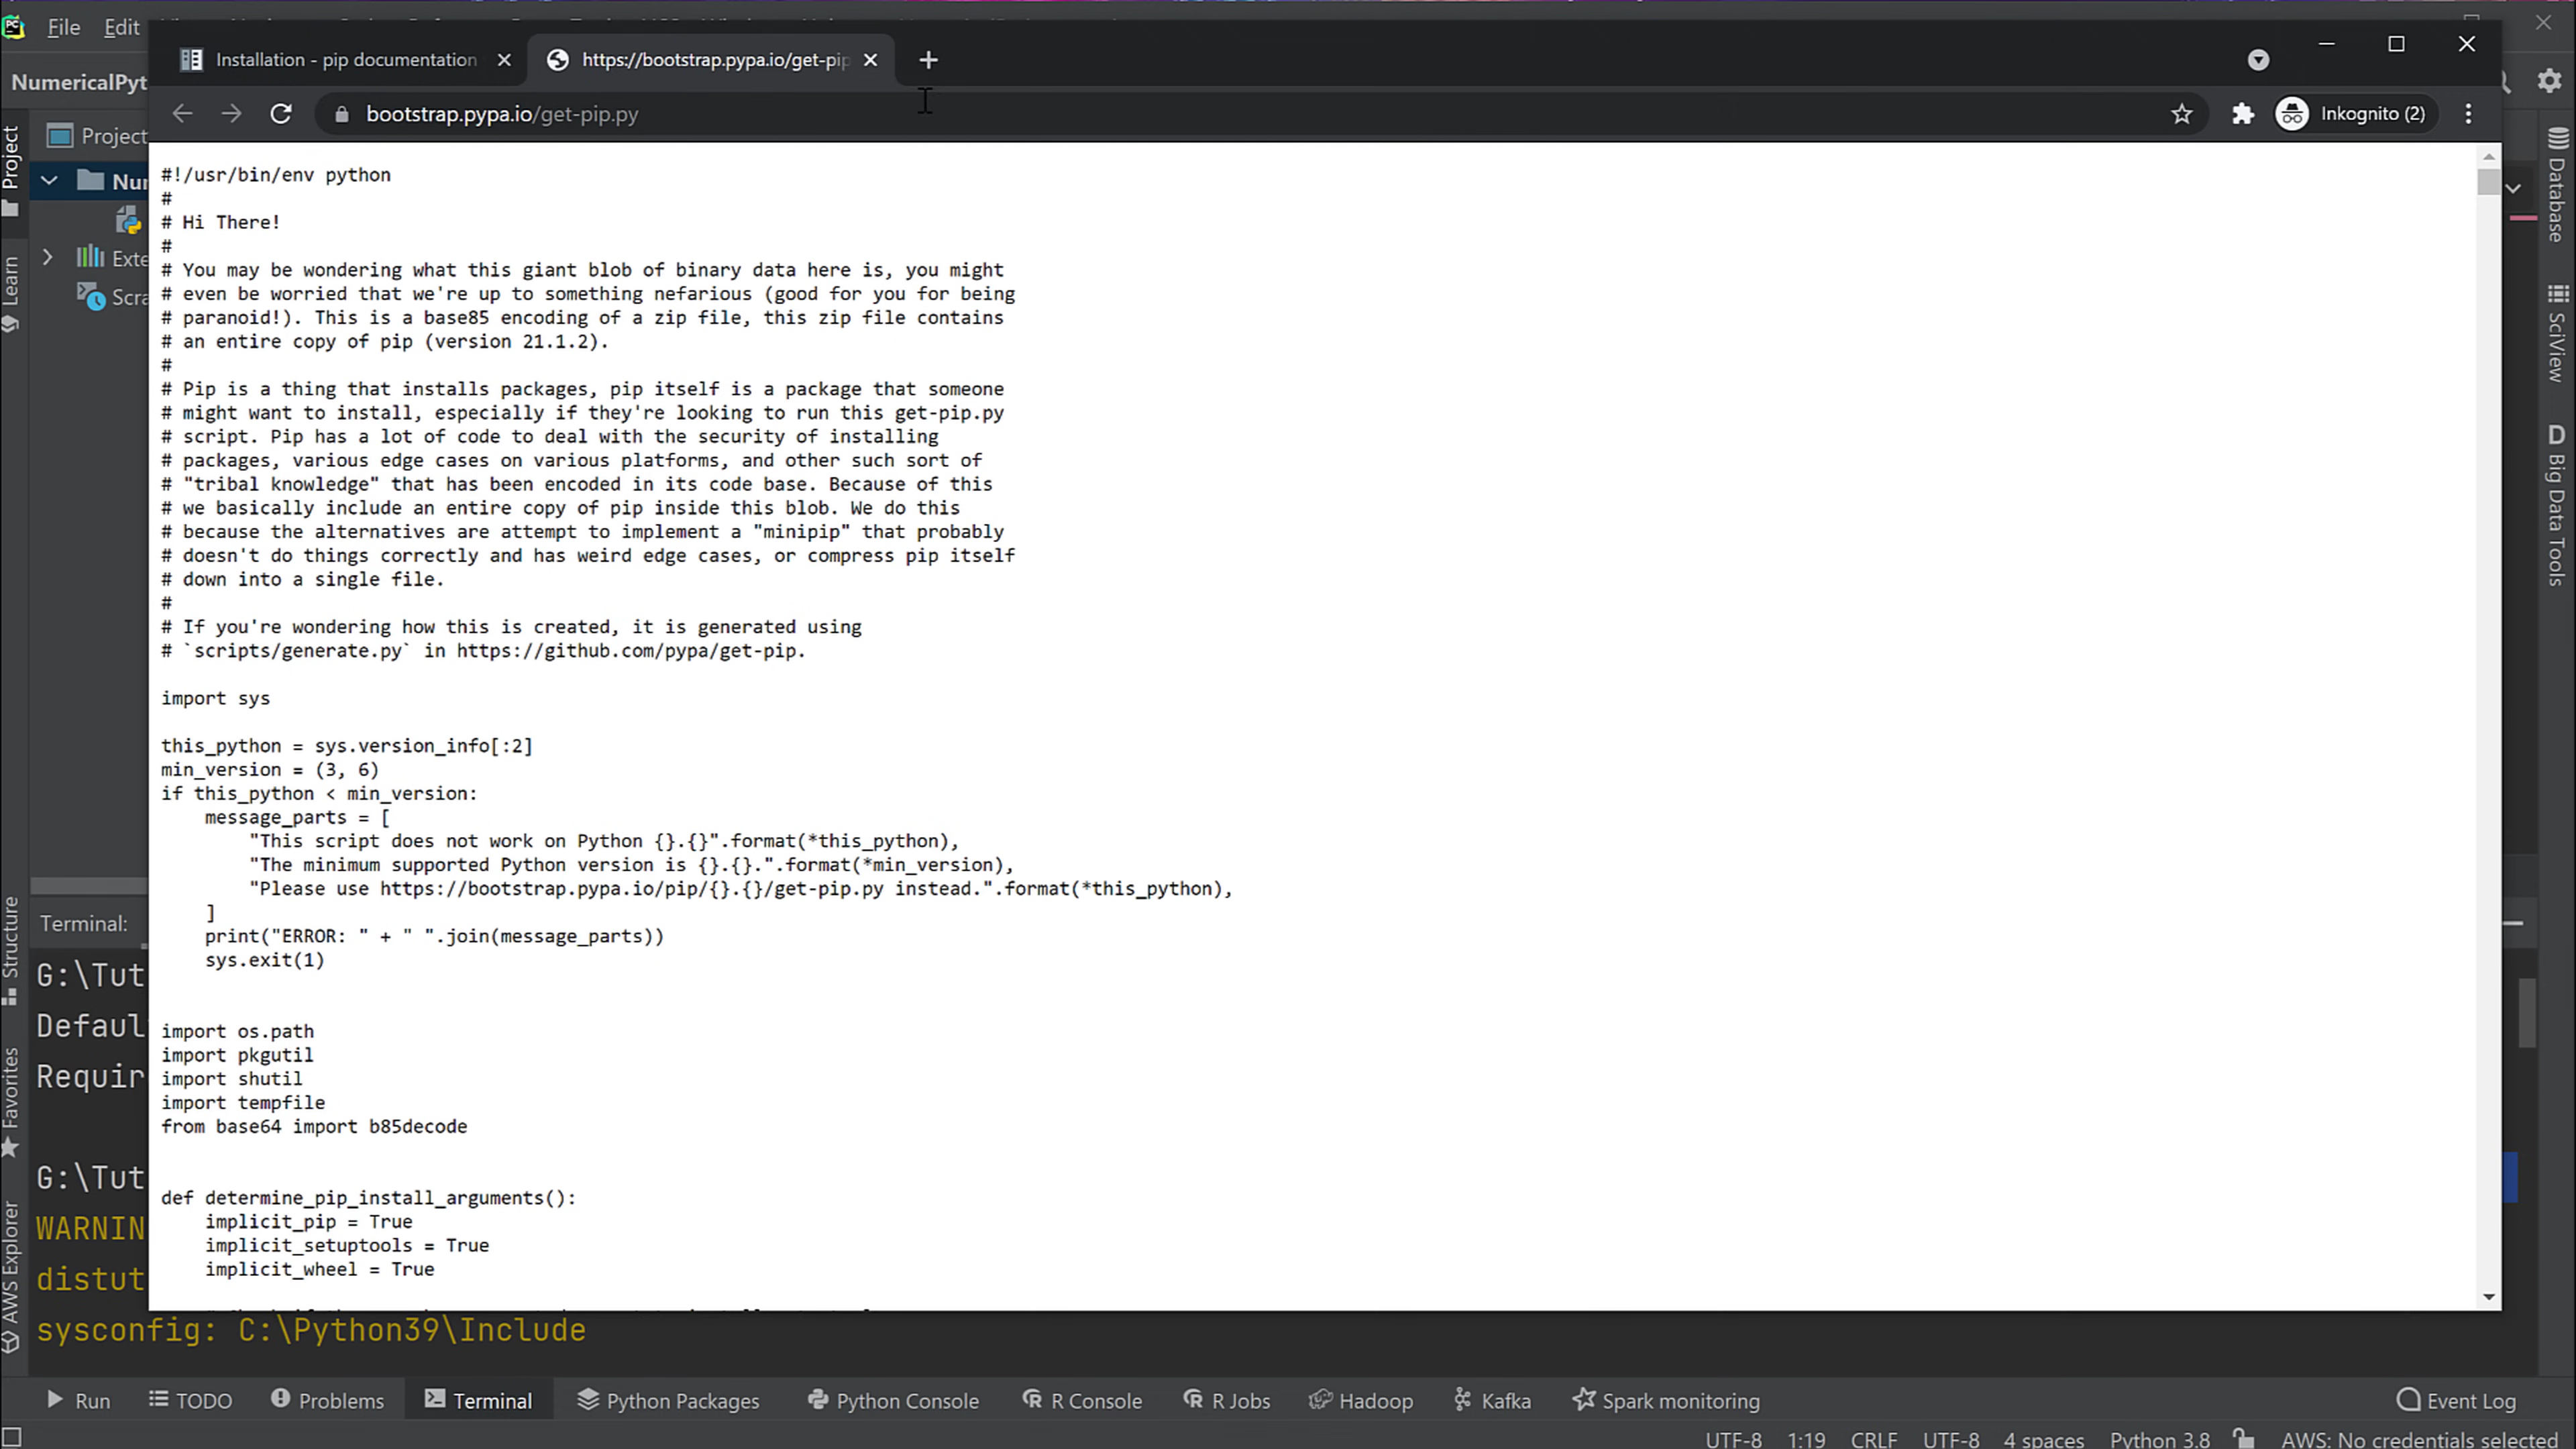 File Edit
Installation - pip documentation
https://bootstrap.pypa.io/get-pip
NumericalPyt
bootstrap.pypa.io/get-pip.py
Inkognito (2)
Project
Project
Num
Exte
Scra
Learn
Structure
Favorites
AWS Explorer
#!/usr/bin/env python
#
# Hi There!
#
# You may be wondering what this giant blob of binary data here is, you might
# even be worried that we're up to something nefarious (good for you for being
# paranoid!). This is a base85 encoding of a zip file, this zip file contains
# an entire copy of pip (version 21.1.2).
#
# Pip is a thing that installs packages, pip itself is a package that someone
# might want to install, especially if they're looking to run this get-pip.py
# script. Pip has a lot of code to deal with the security of installing
# packages, various edge cases on various platforms, and other such sort of
# "tribal knowledge" that has been encoded in its code base. Because of this
# we basically include an entire copy of pip inside this blob. We do this
# because the alternatives are attempt to implement a "minipip" that probably
# doesn't do things correctly and has weird edge cases, or compress pip itself
# down into a single file.
#
# If you're wondering how this is created, it is generated using
# `scripts/generate.py` in https://github.com/pypa/get-pip.
import sys
this_python = sys.version_info[:2]
min_version = (3, 6)
if this_python < min_version:
    message_parts = [
        "This script does not work on Python {}.{}".format(*this_python),
        "The minimum supported Python version is {}.{}.".format(*min_version),
        "Please use https://bootstrap.pypa.io/pip/{}.{}/get-pip.py instead.".format(*this_python),
    ]
    print("ERROR: " + " ".join(message_parts))
    sys.exit(1)
import os.path
import pkgutil
import shutil
import tempfile
from base64 import b85decode
def determine_pip_install_arguments():
    implicit_pip = True
    implicit_setuptools = True
    implicit_wheel = True
Database
SciView
D Big Data Tools
Terminal:
G:\Tut
Defaul
Requir
G:\Tut
WARNIN
distut
sysconfig: C:\Python39\Include
Run TODO Problems Terminal Python Packages Python Console R Console R Jobs Hadoop Kafka Spark monitoring Event Log
UTF-8 1:19 CRLF UTF-8 4 spaces Python 3.8 AWS: No credentials selected